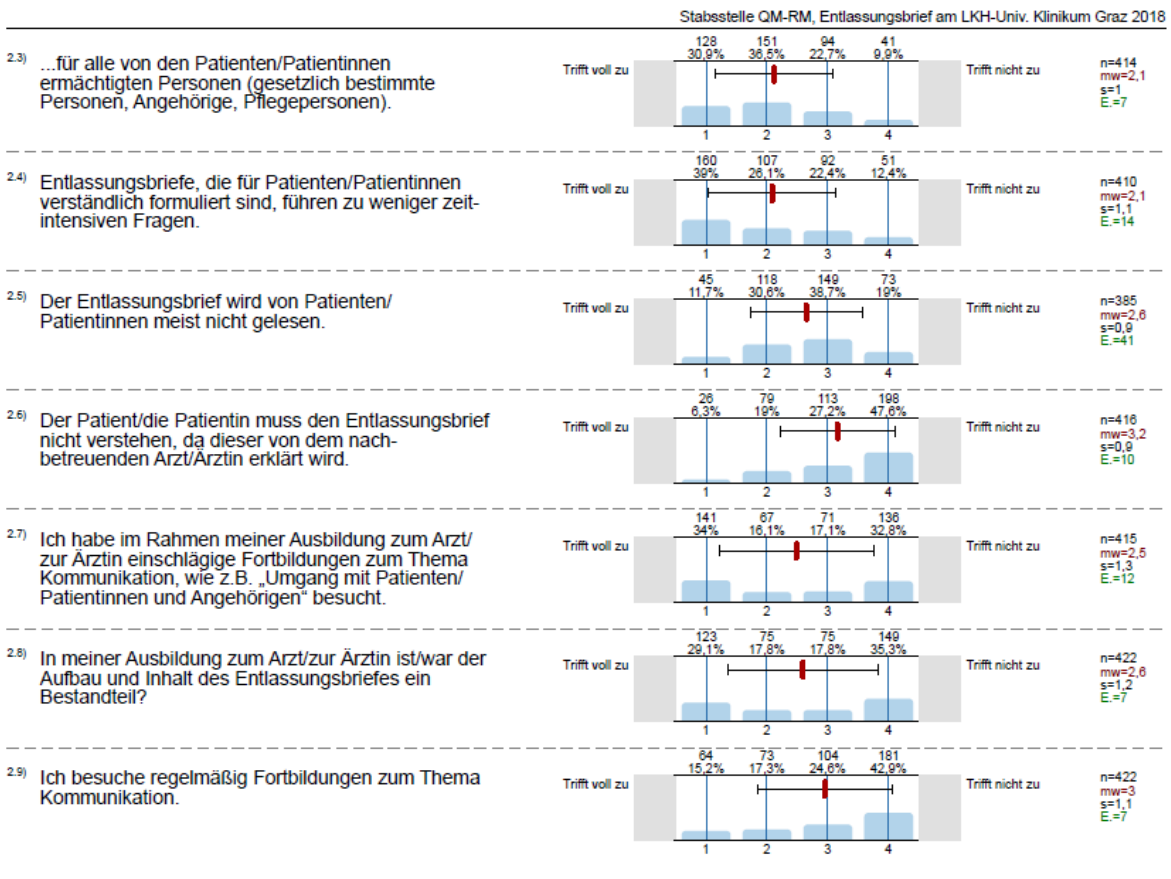 Stabsstelle QM-RM, Entlassungsbrief am LKH-Univ. Klinikum Graz 2018
2.3) ...für alle von den Patienten/Patientinnen
ermächtigten Personen (gesetzlich bestimmte
Personen, Angehörige, Pflegepersonen).
Trifft voll zu
128 151 94 41
30,9% 36,5% 22,7% 9,9%
1 2 3 4
Trifft nicht zu
n=414
mw=2,1
s=1
E.=7
2.4) Entlassungsbriefe, die für Patienten/Patientinnen
verständlich formuliert sind, führen zu weniger zeit-
intensiven Fragen.
Trifft voll zu
160 107 92 51
39% 26,1% 22,4% 12,4%
1 2 3 4
Trifft nicht zu
n=410
mw=2,1
s=1,1
E.=14
2.5) Der Entlassungsbrief wird von Patienten/
Patientinnen meist nicht gelesen.
Trifft voll zu
45 118 149 73
11,7% 30,6% 38,7% 19%
1 2 3 4
Trifft nicht zu
n=385
mw=2,6
s=0,9
E.=41
2.6) Der Patient/die Patientin muss den Entlassungsbrief
nicht verstehen, da dieser von dem nach-
betreuenden Arzt/Ärztin erklärt wird.
Trifft voll zu
26 79 113 198
6,3% 19% 27,2% 47,6%
1 2 3 4
Trifft nicht zu
n=416
mw=3,2
s=0,9
E.=10
2.7) Ich habe im Rahmen meiner Ausbildung zum Arzt/
zur Ärztin einschlägige Fortbildungen zum Thema
Kommunikation, wie z.B. „Umgang mit Patienten/
Patientinnen und Angehörigen“ besucht.
Trifft voll zu
141 67 71 136
34% 16,1% 17,1% 32,8%
1 2 3 4
Trifft nicht zu
n=415
mw=2,5
s=1,3
E.=12
2.8) In meiner Ausbildung zum Arzt/zur Ärztin ist/war der
Aufbau und Inhalt des Entlassungsbriefes ein
Bestandteil?
Trifft voll zu
123 75 75 149
29,1% 17,8% 17,8% 35,3%
1 2 3 4
Trifft nicht zu
n=422
mw=2,6
s=1,2
E.=7
2.9) Ich besuche regelmäßig Fortbildungen zum Thema
Kommunikation.
Trifft voll zu
64 73 104 181
15,2% 17,3% 24,6% 42,9%
1 2 3 4
Trifft nicht zu
n=422
mw=3
s=1,1
E.=7